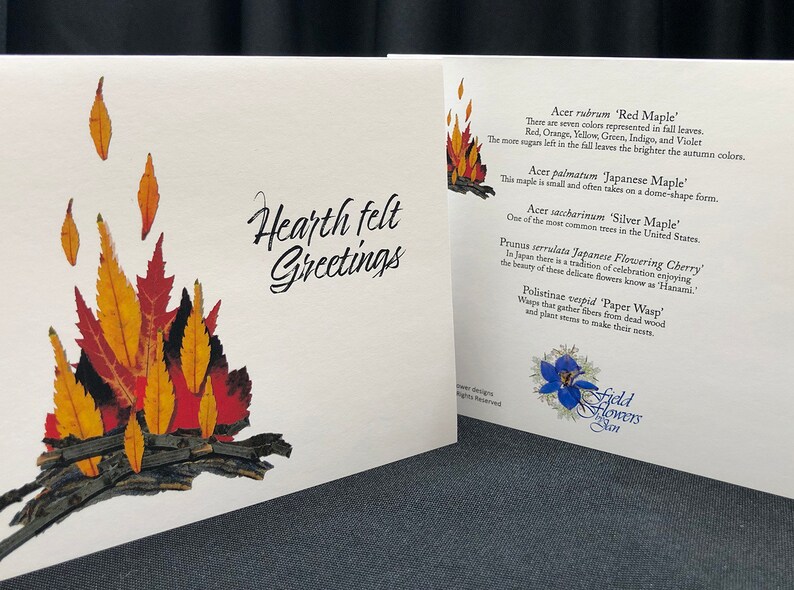 Hearth felt
Greetings
Acer rubrum ‘Red Maple’
There are seven colors represented in fall leaves.
Red, Orange, Yellow, Green, Indigo, and Violet
The more sugars left in the fall leaves the brighter the autumn colors.
Acer palmatum ‘Japanese Maple’
This maple is small and often takes on a dome-shape form.
Acer saccharinum ‘Silver Maple’
One of the most common trees in the United States.
Prunus serrulata ‘Japanese Flowering Cherry’
In Japan there is a tradition of celebration enjoying
the beauty of these delicate flowers know as ‘Hanami.’
Polistinae vespid ‘Paper Wasp’
Wasps that gather fibers from dead wood
and plant stems to make their nests.
Field
Flowers
by Jan
ower designs
Rights Reserved